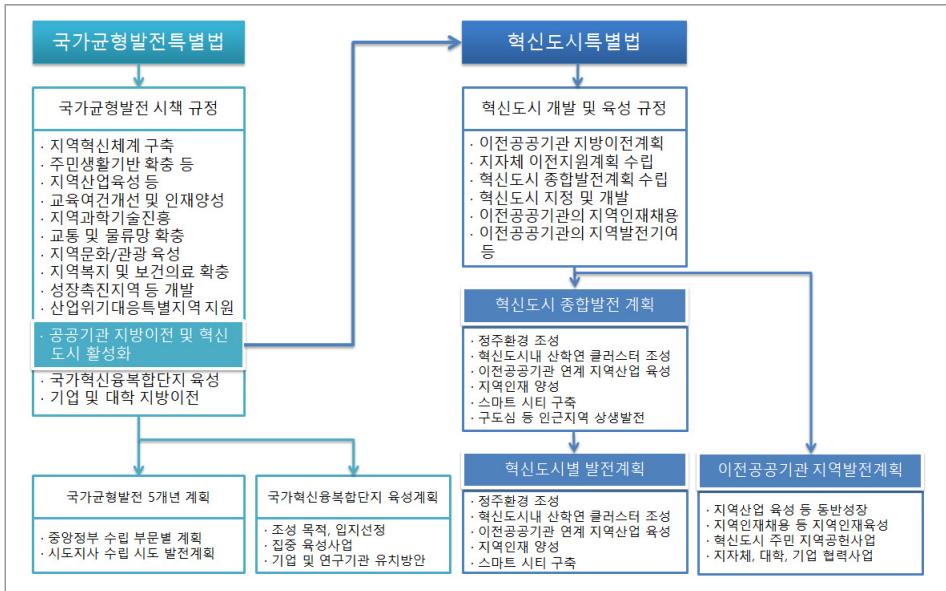 국가균형발전특별법
국가균형발전 시책 규정
· 지역혁신체계 구축
· 주민생활기반 확충 등
· 지역산업육성 등
· 교육여건개선 및 인재양성
· 지역과학기술진흥
· 교통 및 물류망 확충
· 지역문화/관광 육성
· 지역복지 및 보건의료 확충
· 성장촉진지역 등 개발
· 산업위기대응특별지역 지원
· 공공기관 지방이전 및 혁신
도시 활성화
· 국가혁신융복합단지 육성
· 기업 및 대학 지방이전
국가균형발전 5개년 계획
· 중앙정부 수립 부문별 계획
· 시도지사 수립 시도 발전계획
국가혁신융복합단지 육성계획
· 조성 목적, 입지선정
· 집중 육성사업
· 기업 및 연구기관 유치방안
혁신도시특별법
혁신도시 개발 및 육성 규정
· 이전공공기관 지방이전계획
· 지자체 이전지원계획 수립
· 혁신도시 종합발전계획 수립
· 혁신도시 지정 및 개발
· 이전공공기관의 지역인재채용
· 이전공공기관의 지역발전기여
등
혁신도시 종합발전 계획
· 정주환경 조성
· 혁신도시내 산학연 클러스터 조성
· 이전공공기관 연계 지역산업 육성
· 지역인재 양성
· 스마트 시티 구축
· 구도심 등 인근지역 상생발전
혁신도시별 발전계획
· 정주환경 조성
· 혁신도시내 산학연 클러스터 조성
· 이전공공기관 연계 지역산업 육성
· 지역인재 양성
· 스마트 시티 구축
이전공공기관 지역발전계획
· 지역산업 육성 등 동반성장
· 지역인재채용 등 지역인재육성
· 혁신도시 주민 지역공헌사업
· 지자체, 대학, 기업 협력사업